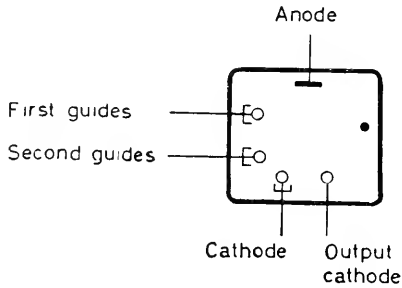 Anode
First guides
Second guides
Cathode
Output
cathode